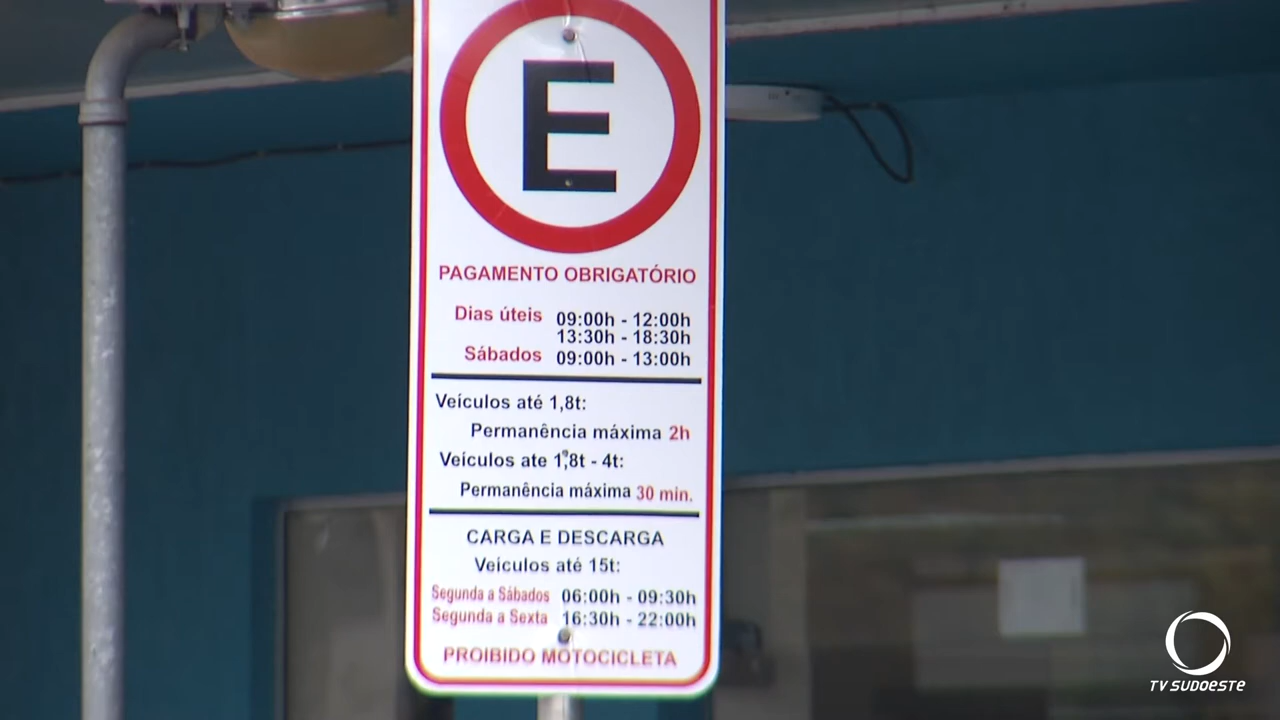 E
PAGAMENTO OBRIGATÓRIO
Dias úteis 09:00h - 12:00h
13:30h - 18:30h
Sábados 09:00h - 13:00h
Veículos até 1,8t:
Permanência máxima 2h
Veículos ate 1,8t - 4t:
Permanência máxima 30 min.
CARGA E DESCARGA
Veículos até 15t:
Segunda a Sábados 06:00h - 09:30h
Segunda a Sexta 16:30h - 22:00h
PROIBIDO MOTOCICLETA
TV SUDOESTE